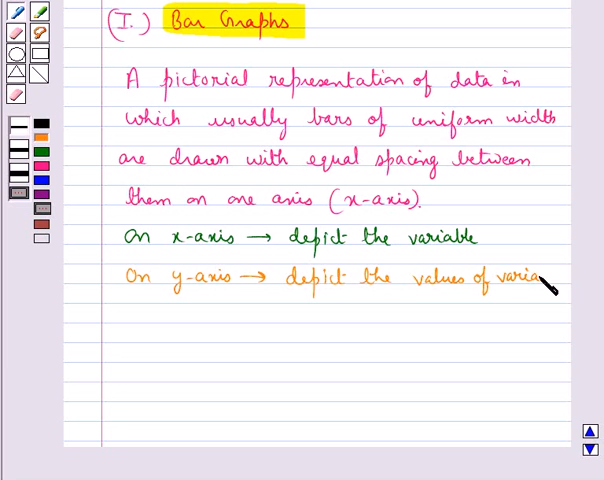 (I.) Bar Graphs
A pictorial representation of data in
which usually bars of uniform width
are drawn with equal spacing between
them on one axis (x-axis).
On x-axis → depict the variable
On y-axis → depict the values of varia